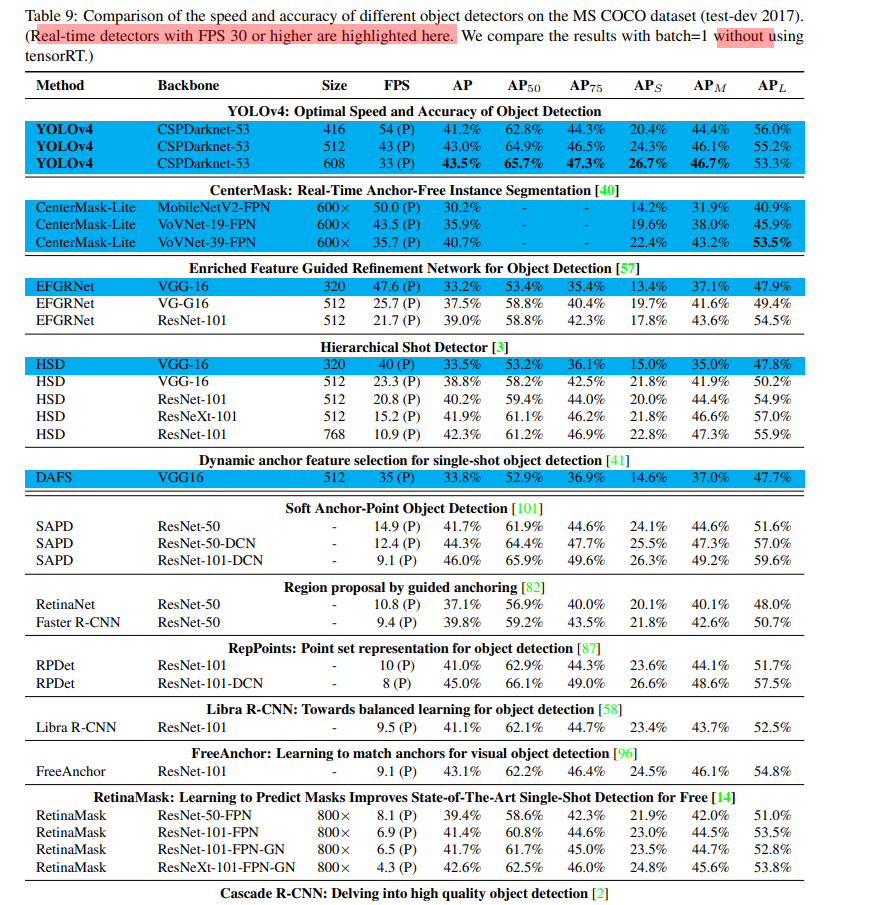 Table 9: Comparison of the speed and accuracy of different object detectors on the MS COCO dataset (test-dev 2017).
(Real-time detectors with FPS 30 or higher are highlighted here. We compare the results with batch=1 without using
tensorRT.)
Method Backbone Size FPS AP AP50 AP75 APS APM APL
YOLOv4: Optimal Speed and Accuracy of Object Detection
YOLOv4 CSPDarknet-53 416 54 (P) 41.2% 62.8% 44.3% 20.4% 44.4% 56.0%
YOLOv4 CSPDarknet-53 512 43 (P) 43.0% 64.9% 46.5% 24.3% 46.1% 55.2%
YOLOv4 CSPDarknet-53 608 33 (P) 43.5% 65.7% 47.3% 26.7% 46.7% 53.3%
CenterMask: Real-Time Anchor-Free Instance Segmentation [40]
CenterMask-Lite MobileNetV2-FPN 600× 50.0 (P) 30.2% - - 14.2% 31.9% 40.9%
CenterMask-Lite VoVNet-19-FPN 600× 43.5 (P) 35.9% - - 19.6% 38.0% 45.9%
CenterMask-Lite VoVNet-39-FPN 600× 35.7 (P) 40.7% - - 22.4% 43.2% 53.5%
Enriched Feature Guided Refinement Network for Object Detection [57]
EFGRNet VGG-16 320 47.6 (P) 33.2% 53.4% 35.4% 13.4% 37.1% 47.9%
EFGRNet VG-G16 512 25.7 (P) 37.5% 58.8% 40.4% 19.7% 41.6% 49.4%
EFGRNet ResNet-101 512 21.7 (P) 39.0% 58.8% 42.3% 17.8% 43.6% 54.5%
Hierarchical Shot Detector [3]
HSD VGG-16 320 40 (P) 33.5% 53.2% 36.1% 15.0% 35.0% 47.8%
HSD VGG-16 512 23.3 (P) 38.8% 58.2% 42.5% 21.8% 41.9% 50.2%
HSD ResNet-101 512 20.8 (P) 40.2% 59.4% 44.0% 20.0% 44.4% 54.9%
HSD ResNeXt-101 512 15.2 (P) 41.9% 61.1% 46.2% 21.8% 46.6% 57.0%
HSD ResNet-101 768 10.9 (P) 42.3% 61.2% 46.9% 22.8% 47.3% 55.9%
Dynamic anchor feature selection for single-shot object detection [41]
DAFS VGG16 512 35 (P) 33.8% 52.9% 36.9% 14.6% 37.0% 47.7%
Soft Anchor-Point Object Detection [101]
SAPD ResNet-50 - 14.9 (P) 41.7% 61.9% 44.6% 24.1% 44.6% 51.6%
SAPD ResNet-50-DCN - 12.4 (P) 44.3% 64.4% 47.7% 25.5% 47.3% 57.0%
SAPD ResNet-101-DCN - 9.1 (P) 46.0% 65.9% 49.6% 26.3% 49.2% 59.6%
Region proposal by guided anchoring [82]
RetinaNet ResNet-50 - 10.8 (P) 37.1% 56.9% 40.0% 20.1% 40.1% 48.0%
Faster R-CNN ResNet-50 - 9.4 (P) 39.8% 59.2% 43.5% 21.8% 42.6% 50.7%
RepPoints: Point set representation for object detection [87]
RPDet ResNet-101 - 10 (P) 41.0% 62.9% 44.3% 23.6% 44.1% 51.7%
RPDet ResNet-101-DCN - 8 (P) 45.0% 66.1% 49.0% 26.6% 48.6% 57.5%
Libra R-CNN: Towards balanced learning for object detection [58]
Libra R-CNN ResNet-101 - 9.5 (P) 41.1% 62.1% 44.7% 23.4% 43.7% 52.5%
FreeAnchor: Learning to match anchors for visual object detection [96]
FreeAnchor ResNet-101 - 9.1 (P) 43.1% 62.2% 46.4% 24.5% 46.1% 54.8%
RetinaMask: Learning to Predict Masks Improves State-of-The-Art Single-Shot Detection for Free [14]
RetinaMask ResNet-50-FPN 800× 8.1 (P) 39.4% 58.6% 42.3% 21.9% 42.0% 51.0%
RetinaMask ResNet-101-FPN 800× 6.9 (P) 41.4% 60.8% 44.6% 23.0% 44.5% 53.5%
RetinaMask ResNet-101-FPN-GN 800× 6.5 (P) 41.7% 61.7% 45.0% 23.5% 44.7% 52.8%
RetinaMask ResNeXt-101-FPN-GN 800× 4.3 (P) 42.6% 62.5% 46.0% 24.8% 45.6% 53.8%
Cascade R-CNN: Delving into high quality object detection [2]